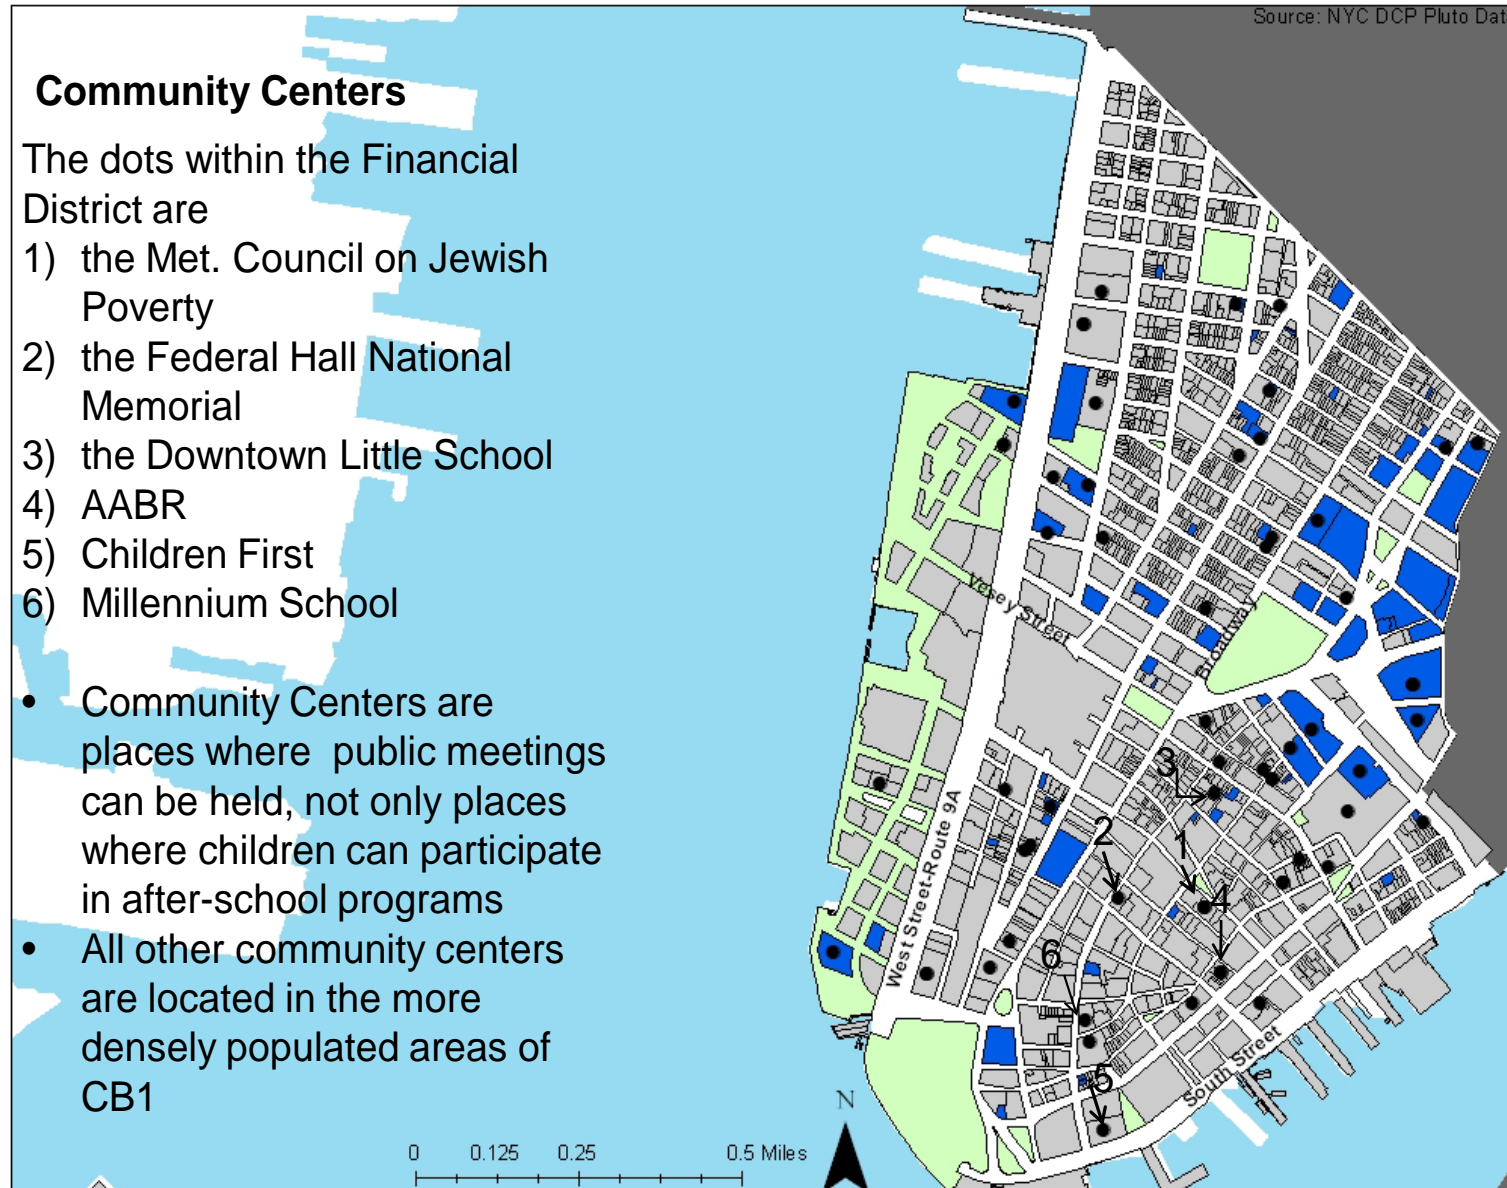 Source: NYC DCP Pluto Dat
Community Centers
The dots within the Financial
District are
1) the Met. Council on Jewish
Poverty
2) the Federal Hall National
Memorial
3) the Downtown Little School
4) AABR
5) Children First
6) Millennium School
• Community Centers are
places where public meetings
can be held, not only places
where children can participate
in after-school programs
• All other community centers
are located in the more
densely populated areas of
CB1
Vesey Street
Broadway
West Street-Route 9A
South Street
3
2
1
4
6
5
N
0 0.125 0.25 0.5 Miles